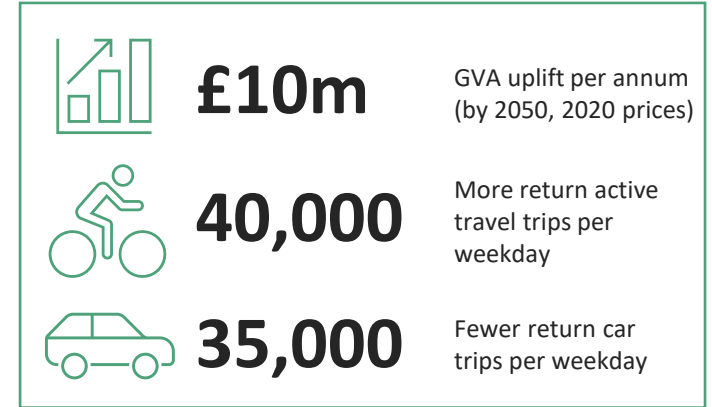 £10m
GVA uplift per annum
(by 2050, 2020 prices)
40,000
More return active
travel trips per
weekday
35,000
Fewer return car
trips per weekday